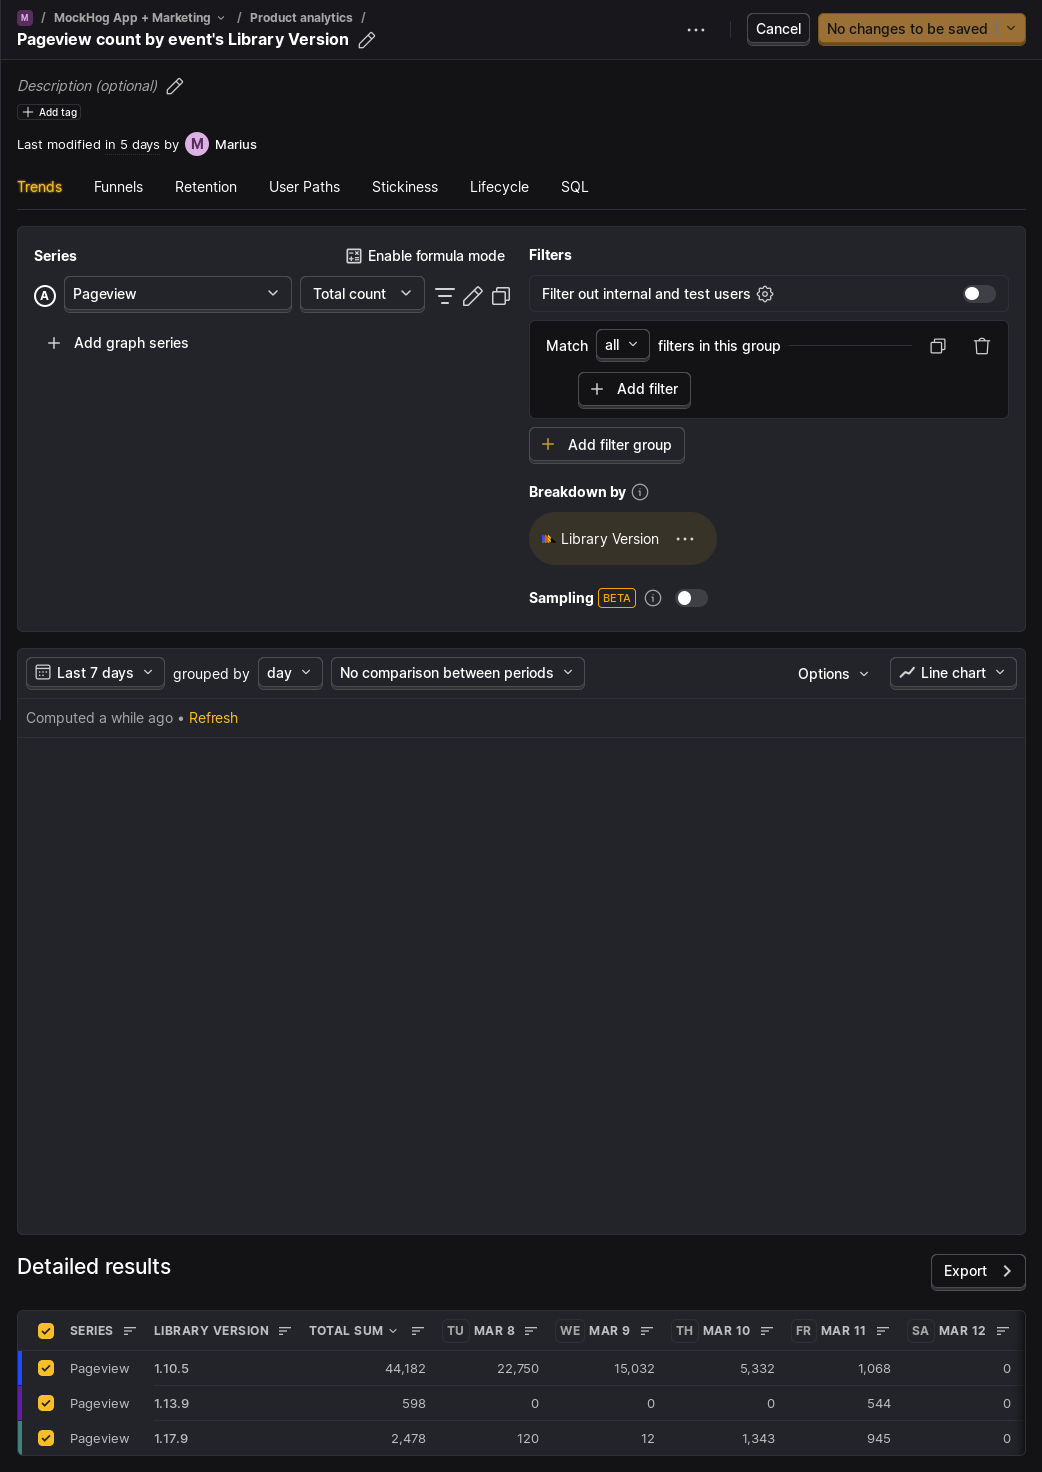 M / MockHog App + Marketing / Product analytics /
Pageview count by event's Library Version
Cancel
No changes to be saved
Description (optional)
Add tag
Last modified in 5 days by M Marius
Trends Funnels Retention User Paths Stickiness Lifecycle SQL
Series
Enable formula mode
A Pageview Total count
Add graph series
Filters
Filter out internal and test users
Match all filters in this group
Add filter
Add filter group
Breakdown by
Library Version
Sampling BETA
Last 7 days grouped by day No comparison between periods Options Line chart
Computed a while ago • Refresh
Detailed results
Export
SERIES LIBRARY VERSION TOTAL SUM TU MAR 8 WE MAR 9 TH MAR 10 FR MAR 11 SA MAR 12
Pageview 1.10.5 44,182 22,750 15,032 5,332 1,068 0
Pageview 1.13.9 598 0 0 0 544 0
Pageview 1.17.9 2,478 120 12 1,343 945 0